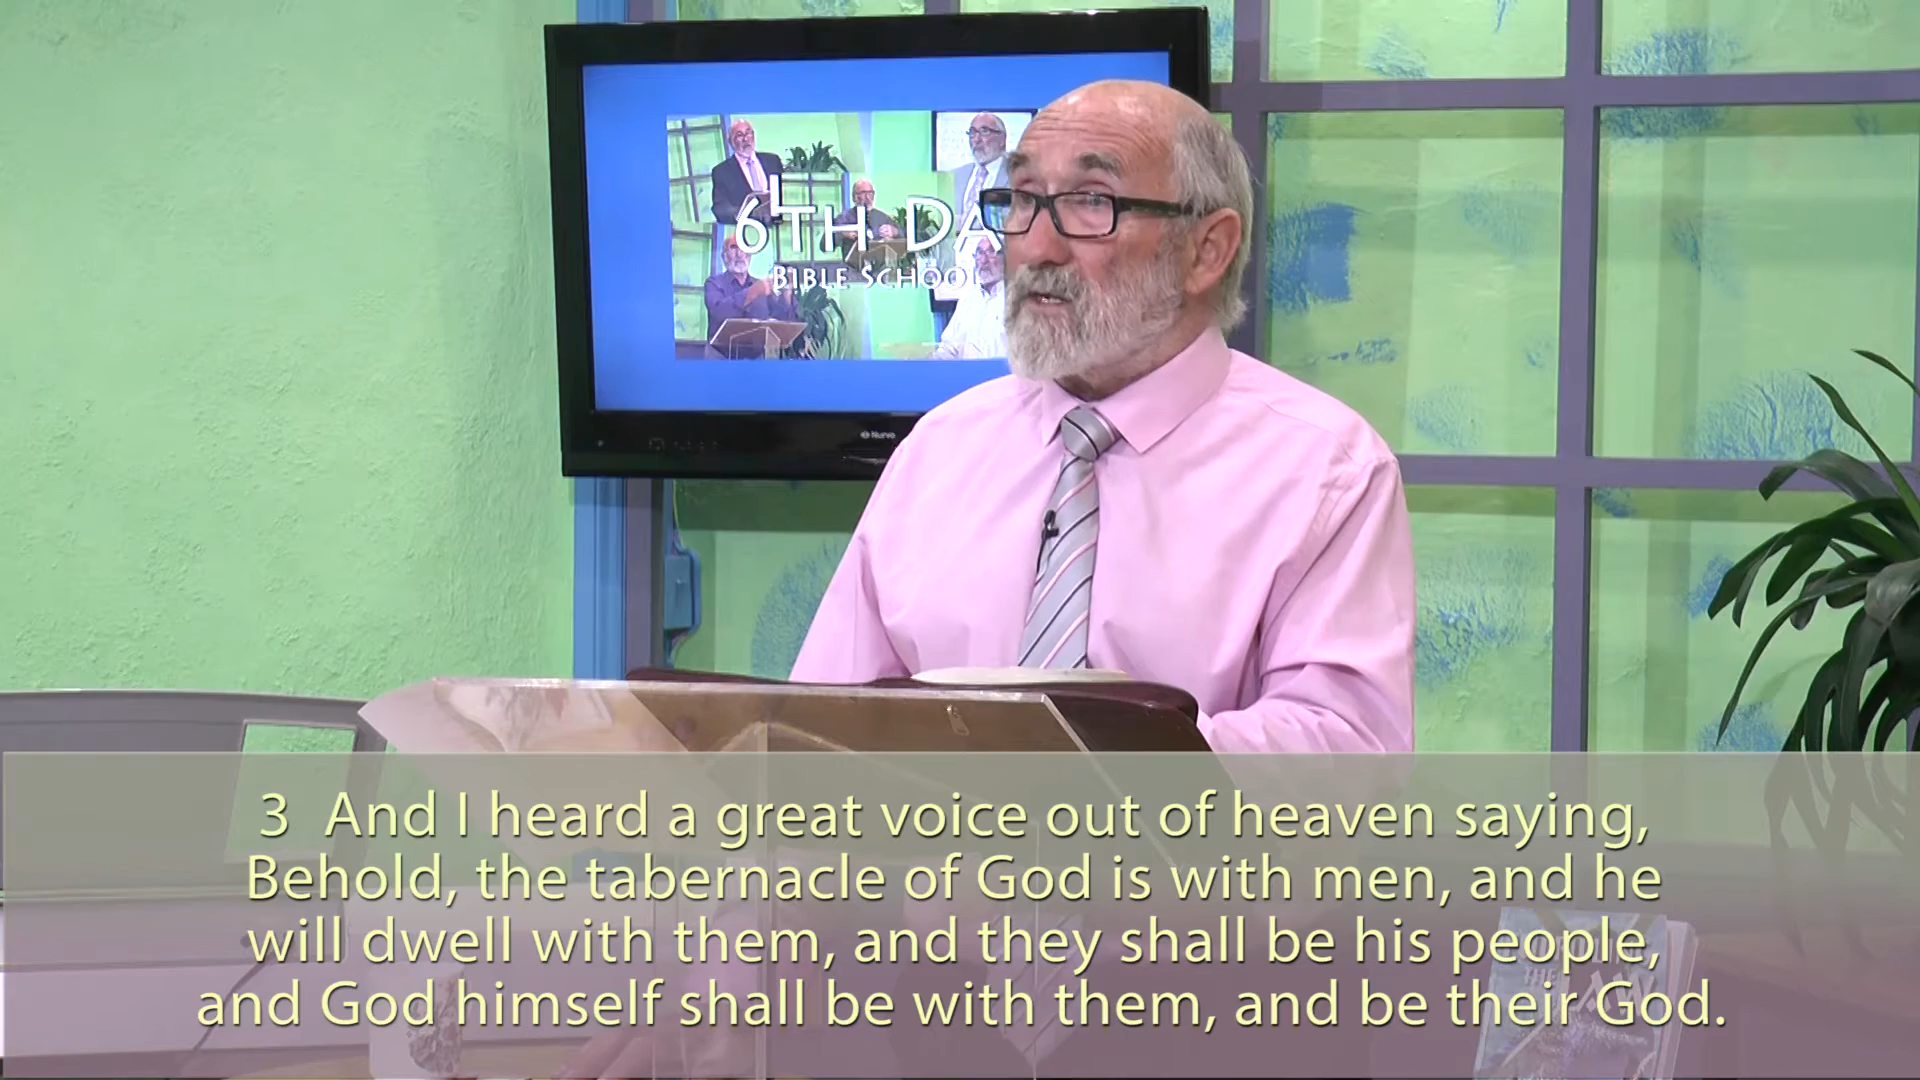 6TH DA
BIBLE SCHOOL
Nurvo
3 And I heard a great voice out of heaven saying,
Behold, the tabernacle of God is with men, and he
will dwell with them, and they shall be his people,
and God himself shall be with them, and be their God.